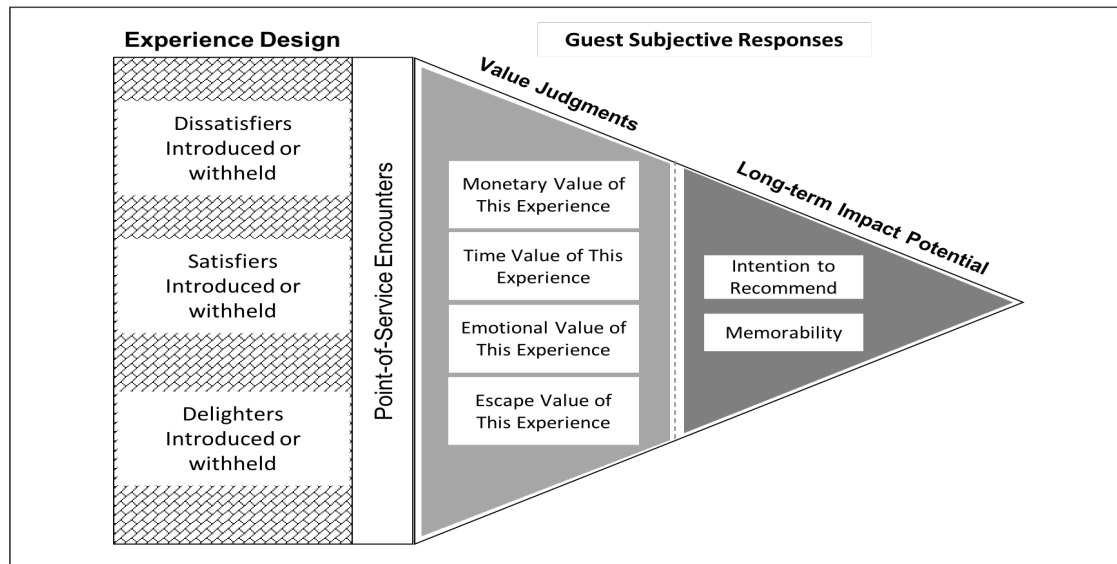 Experience Design
Guest Subjective Responses
Dissatisfiers
Introduced or
withheld
Satisfiers
Introduced or
withheld
Delighters
Introduced or
withheld
Point-of-Service Encounters
Value Judgments
Monetary Value of
This Experience
Time Value of This
Experience
Emotional Value of
This Experience
Escape Value of
This Experience
Long-term Impact Potential
Intention to
Recommend
Memorability